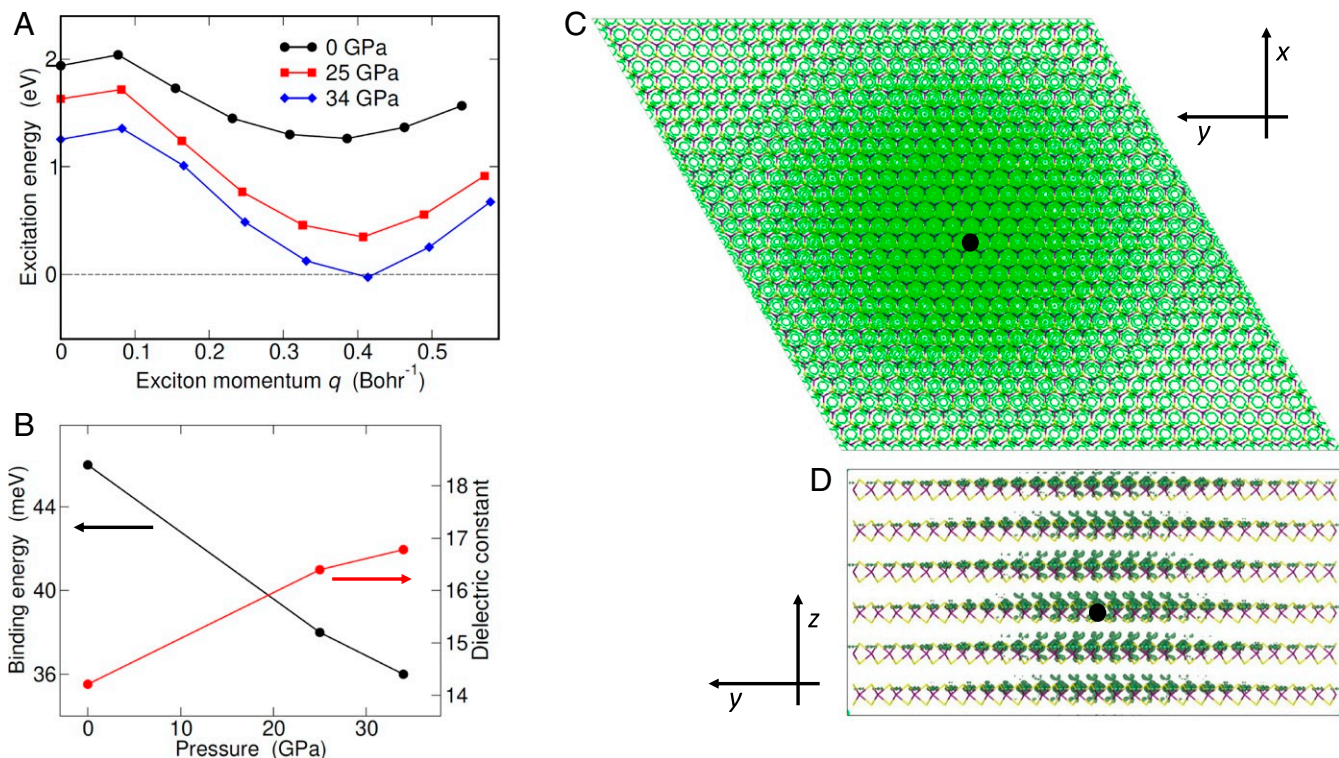 A
2
1
0
Excitation energy (eV)
0 GPa
25 GPa
34 GPa
0 0.1 0.2 0.3 0.4 0.5
Exciton momentum q (Bohr⁻¹)
B
44
40
36
Binding energy (meV)
18
17
16
15
14
Dielectric constant
0 10 20 30
Pressure (GPa)
C
x
y
D
z
y